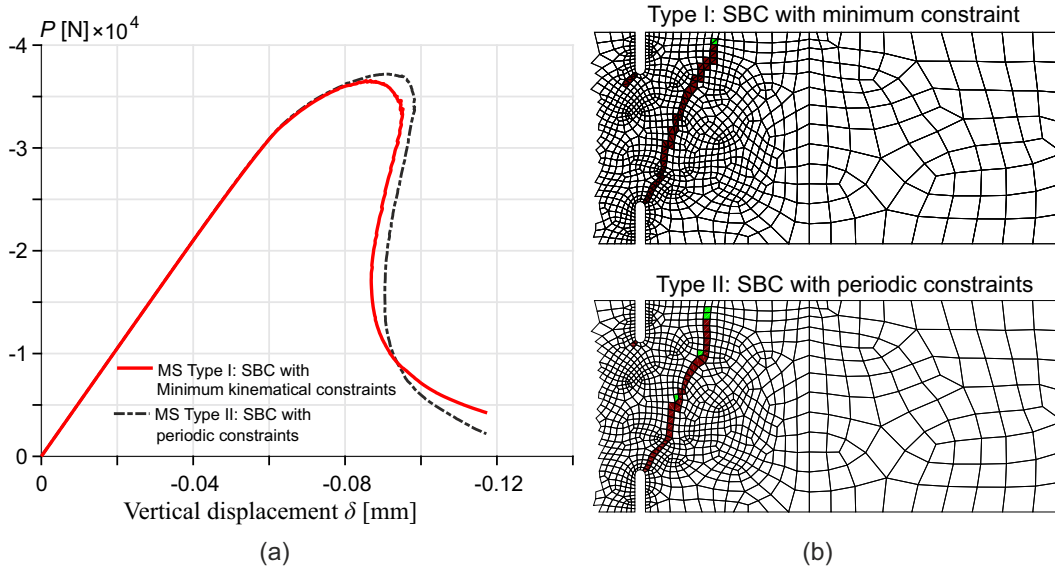 P [N]×10⁴
-4
-3
-2
-1
0
0
-0.04
-0.08
-0.12
MS Type I: SBC with
Minimum kinematical constraints
MS Type II: SBC with
periodic constraints
Vertical displacement δ [mm]
(a)
Type I: SBC with minimum constraint
Type II: SBC with periodic constraints
(b)